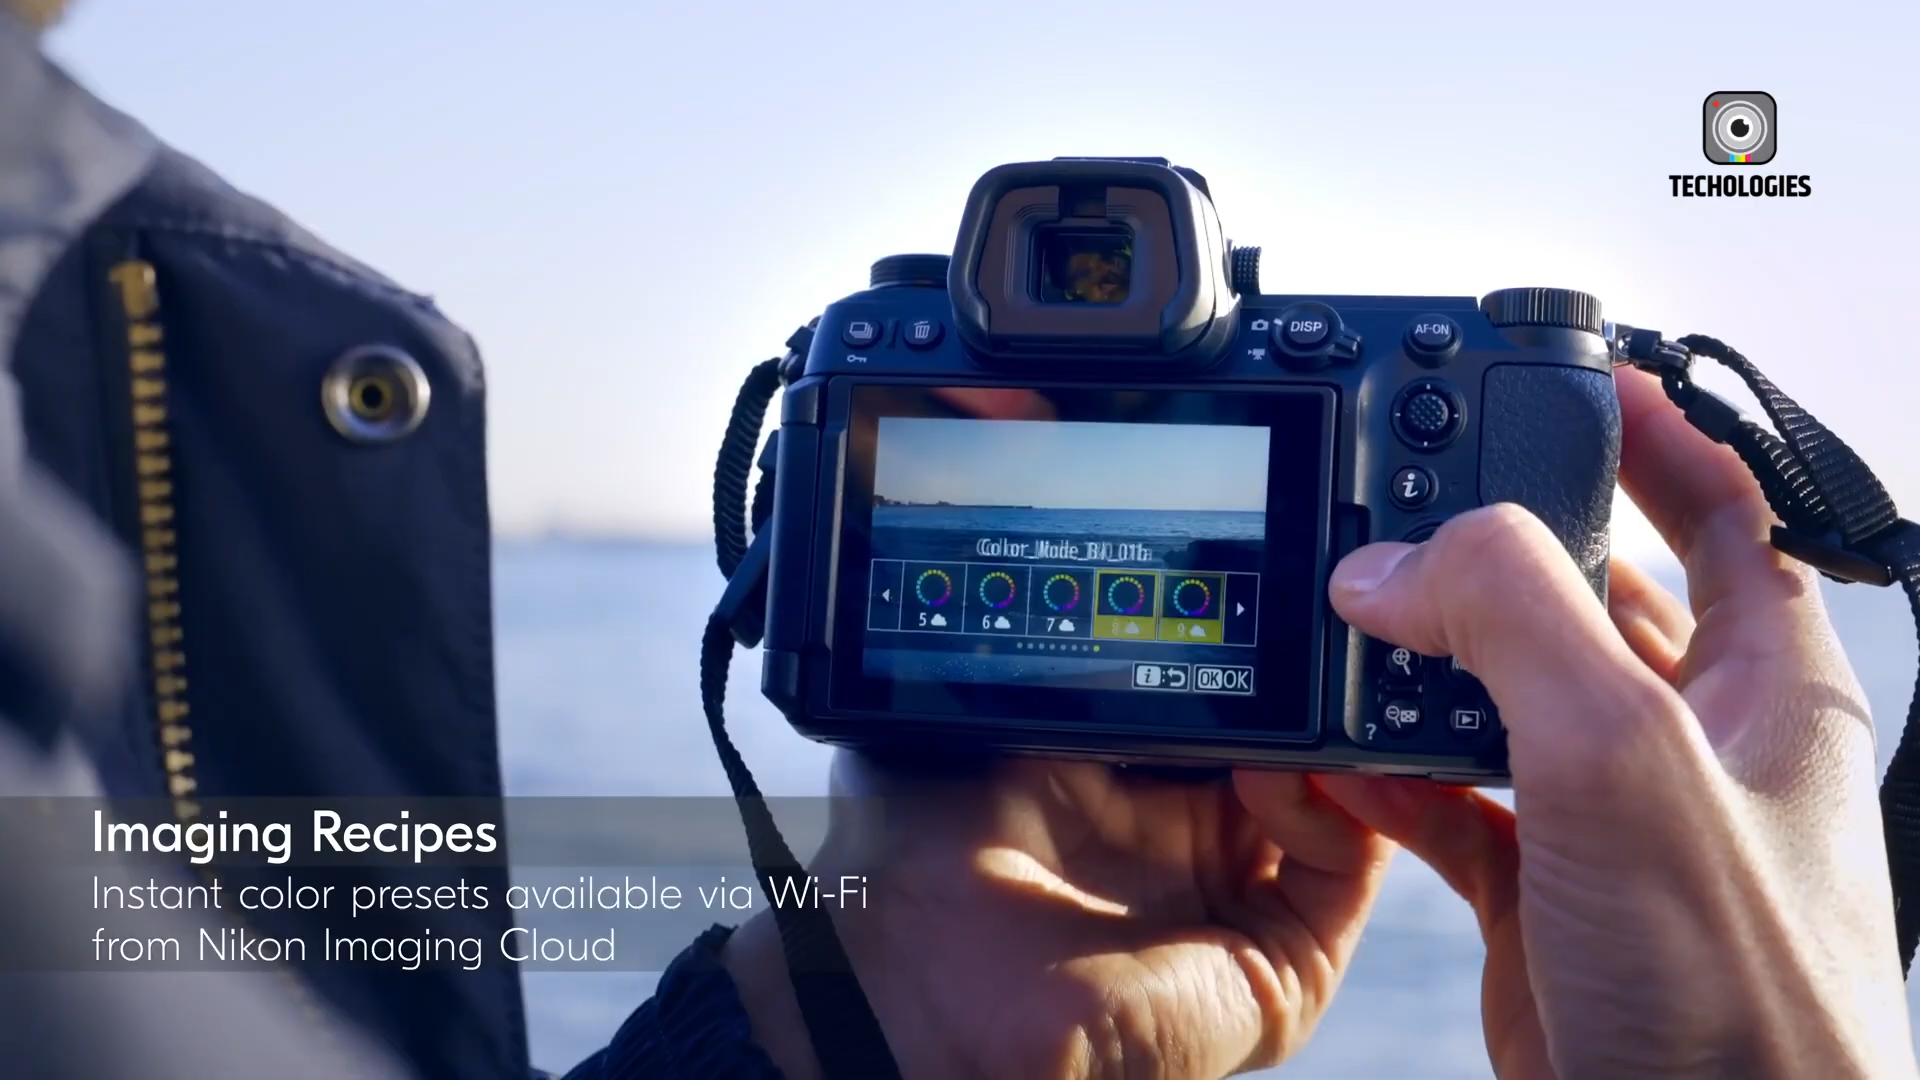 TECHOLOGIES
DISP
AF-ON
i
5
6
7
9
i
OK OK
?
Imaging Recipes
Instant color presets available via Wi-Fi
from Nikon Imaging Cloud